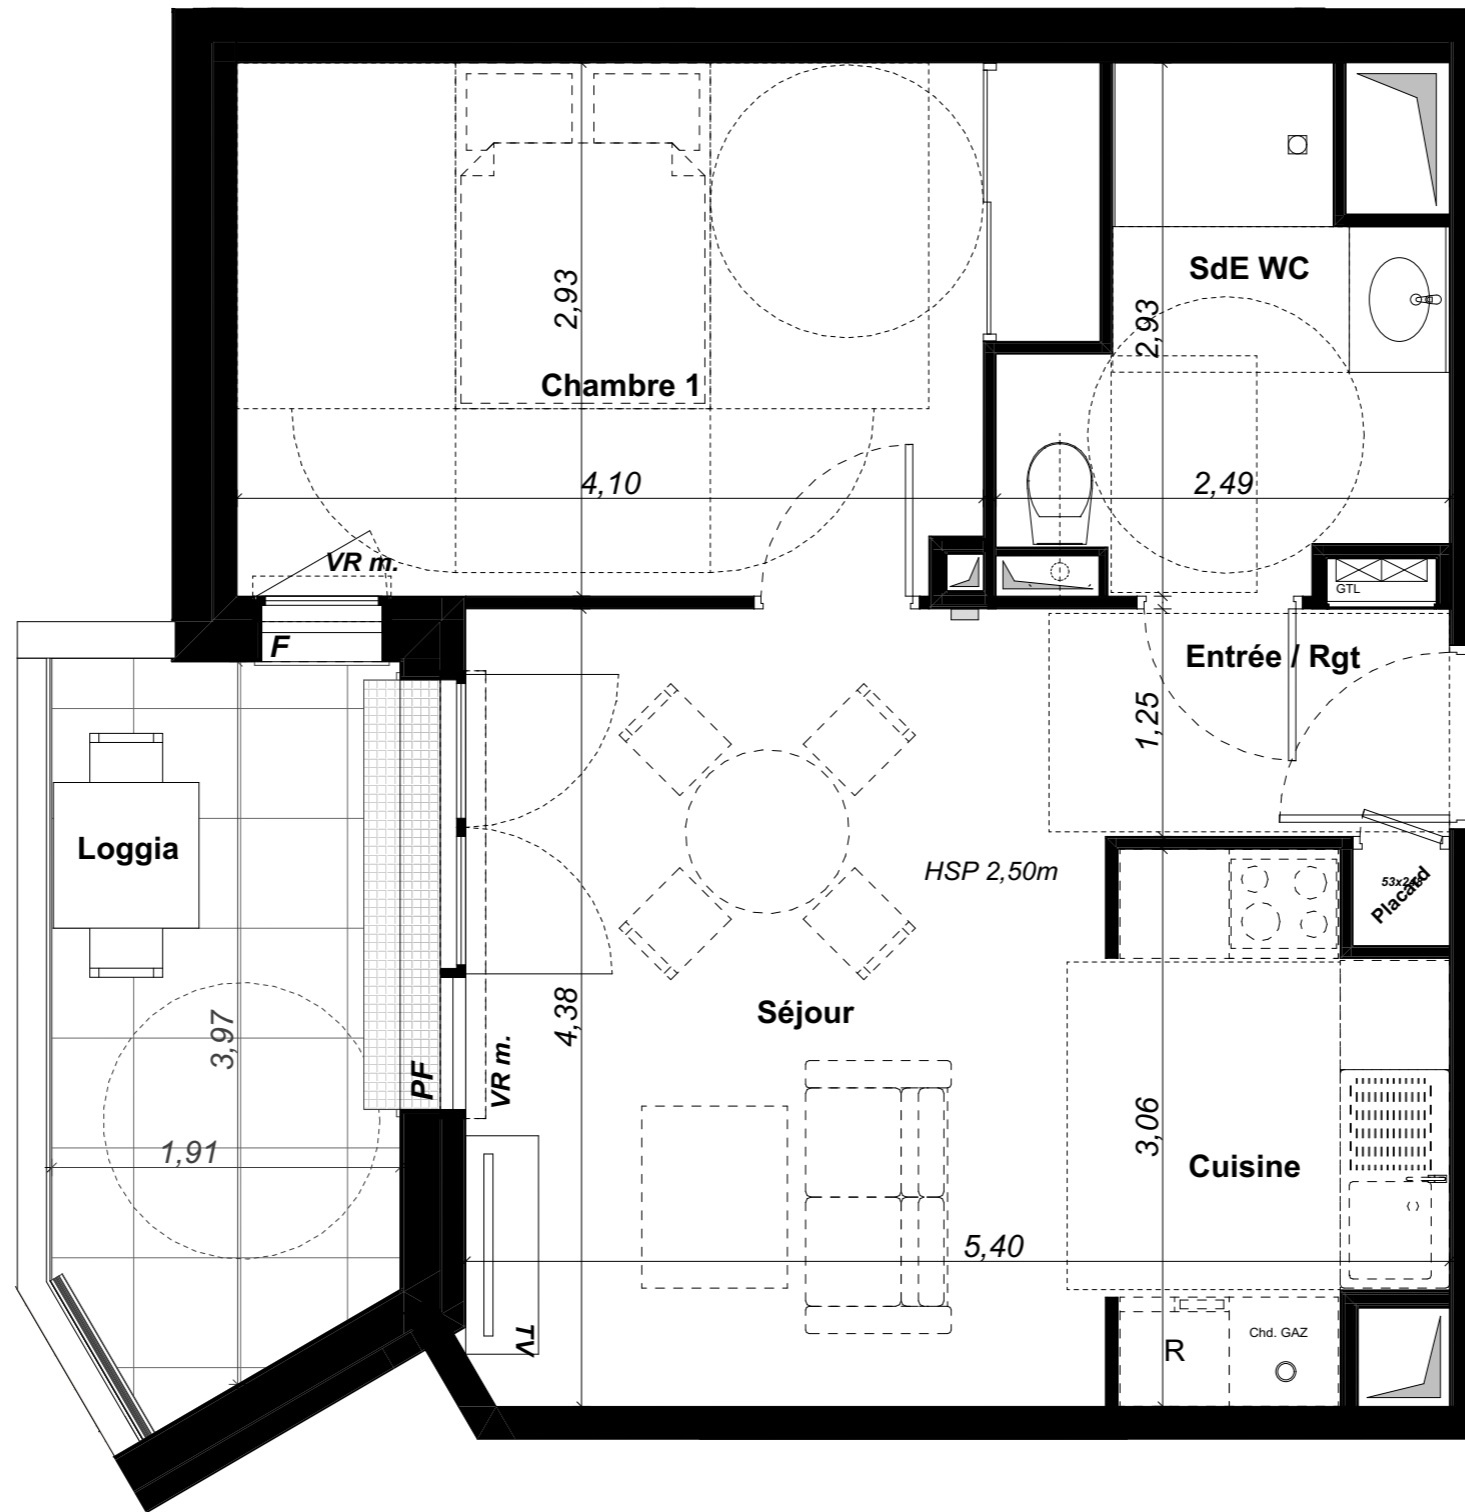 SdE WC
2,93
2,93
Chambre 1
4,10
2,49
VR m.
GTL
F
Entrée / Rgt
1,25
Loggia
HSP 2,50m
Placard
Séjour
4,38
3,97
PF
VR m.
1,91
3,06
Cuisine
5,40
TV
R
Chd. GAZ